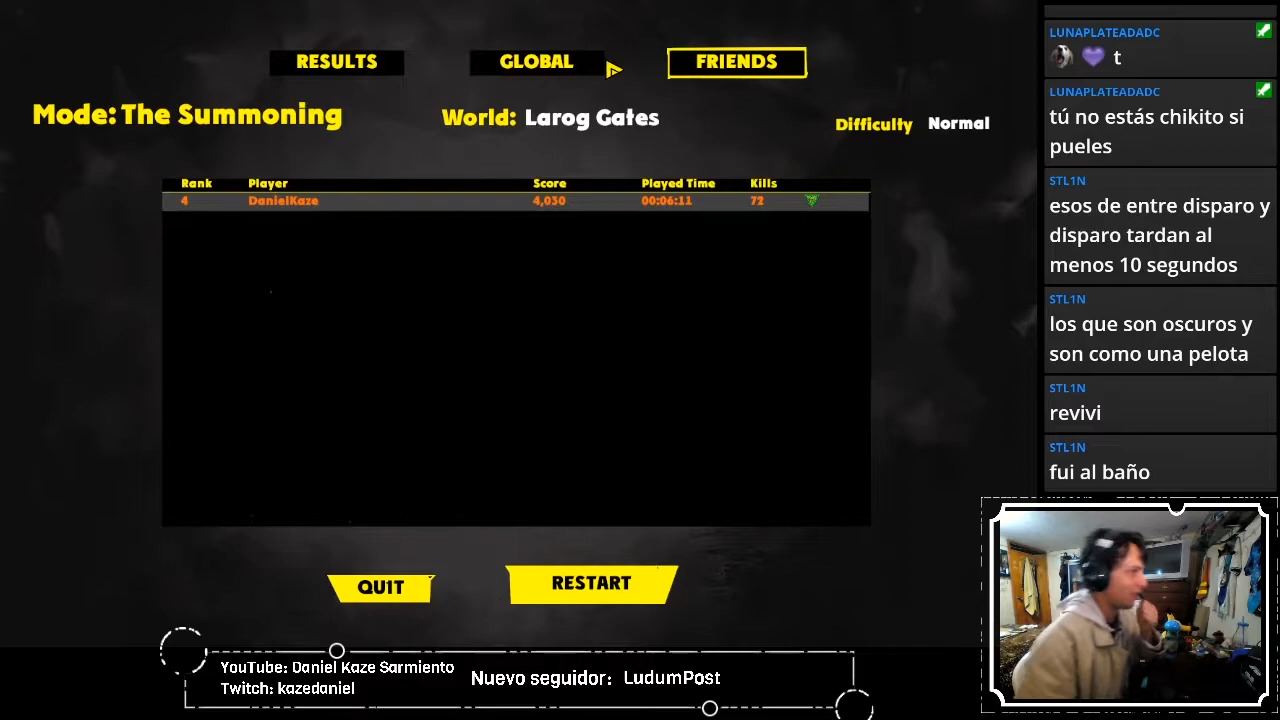 RESULTS GLOBAL FRIENDS
Mode: The Summoning World: Larog Gates Difficulty Normal
Rank Player Score Played Time Kills
4 DanielKaze 4,030 00:06:11 72
QUIT RESTART
YouTube: Daniel Kaze Sarmiento
Twitch: kazedaniel
Nuevo seguidor: LudumPost
LUNAPLATEADADC
t
LUNAPLATEADADC
tú no estás chikito si
pueles
STL1N
esos de entre disparo y
disparo tardan al
menos 10 segundos
STL1N
los que son oscuros y
son como una pelota
STL1N
revivi
STL1N
fui al baño